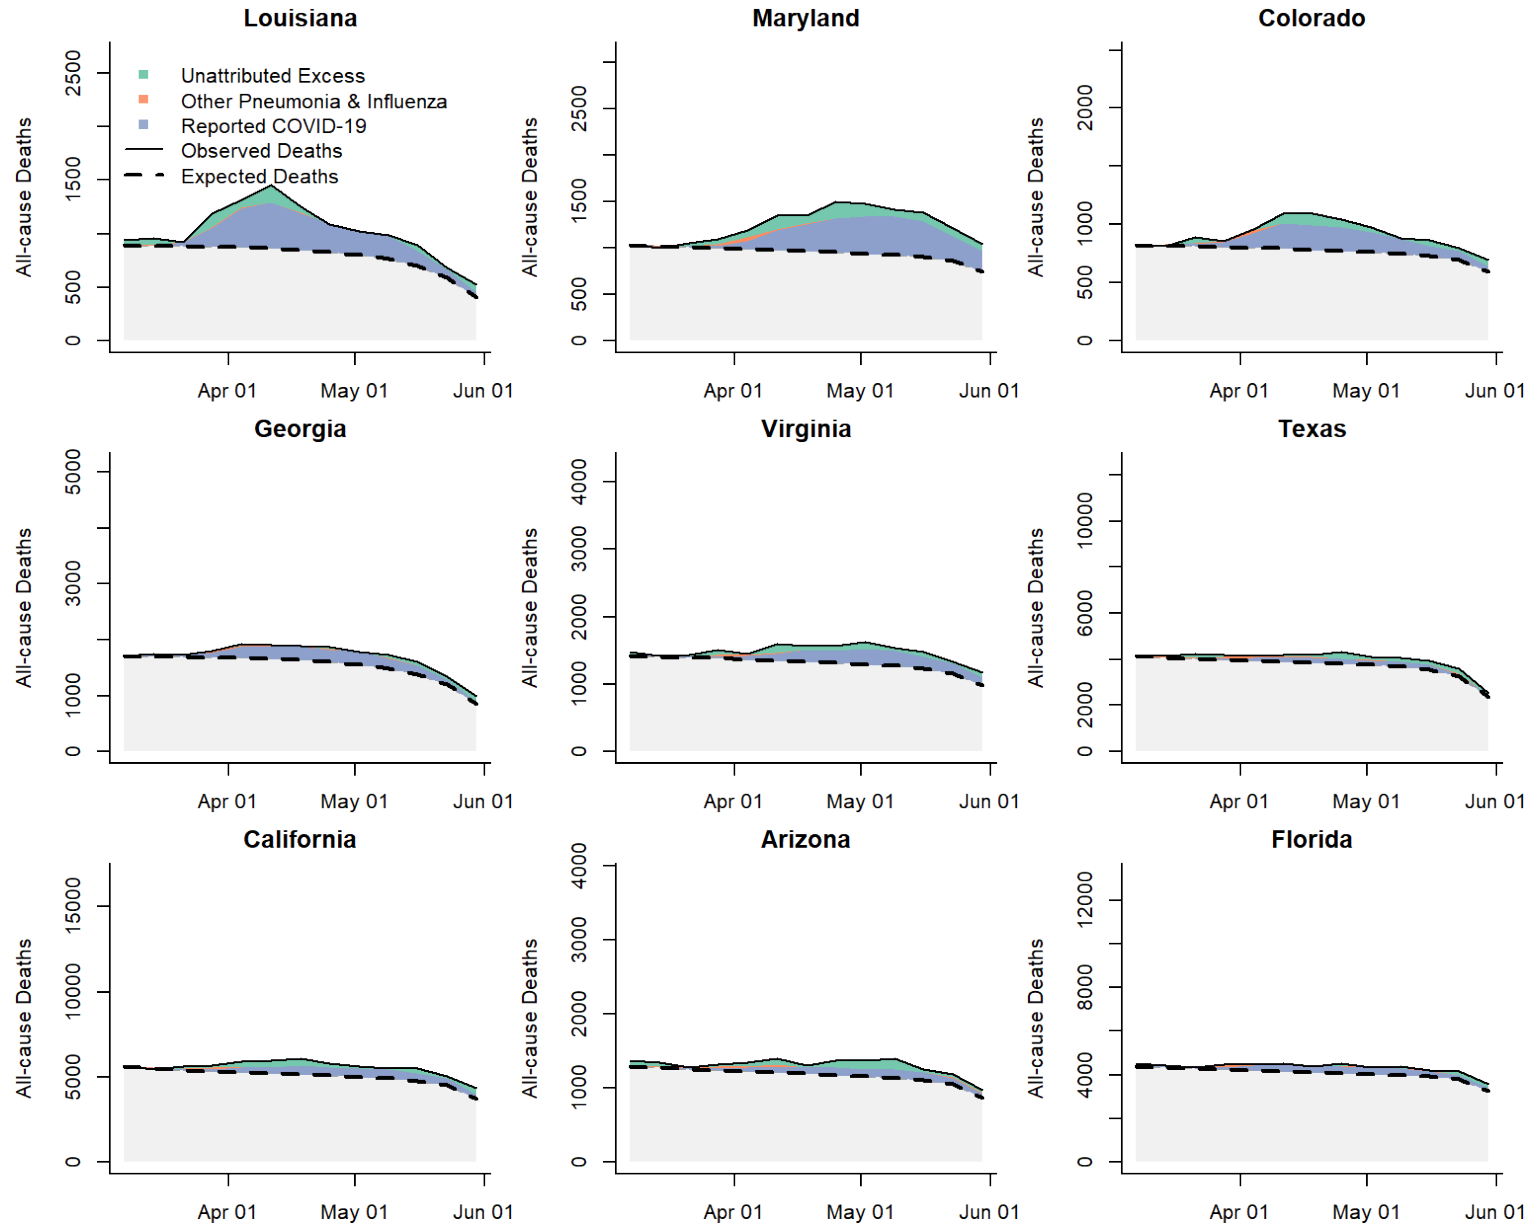 Louisiana
Maryland
Colorado
All-cause Deaths
0
500
1500
2500
Unattributed Excess
Other Pneumonia & Influenza
Reported COVID-19
Observed Deaths
Expected Deaths
Apr 01
May 01
Jun 01
All-cause Deaths
0
500
1500
2500
Apr 01
May 01
Jun 01
All-cause Deaths
0
500
1000
2000
Apr 01
May 01
Jun 01
Georgia
Virginia
Texas
All-cause Deaths
0
1000
3000
5000
Apr 01
May 01
Jun 01
All-cause Deaths
0
1000
2000
3000
4000
Apr 01
May 01
Jun 01
All-cause Deaths
0
2000
6000
10000
Apr 01
May 01
Jun 01
California
Arizona
Florida
All-cause Deaths
0
5000
10000
15000
Apr 01
May 01
Jun 01
All-cause Deaths
0
1000
2000
3000
4000
Apr 01
May 01
Jun 01
All-cause Deaths
0
4000
8000
12000
Apr 01
May 01
Jun 01